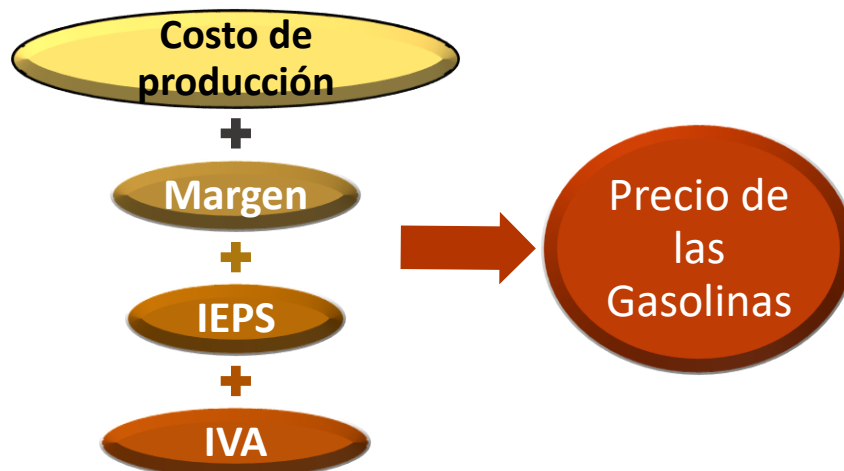 Costo de
producción
+
Margen
+
IEPS
+
IVA
Precio de
las
Gasolinas